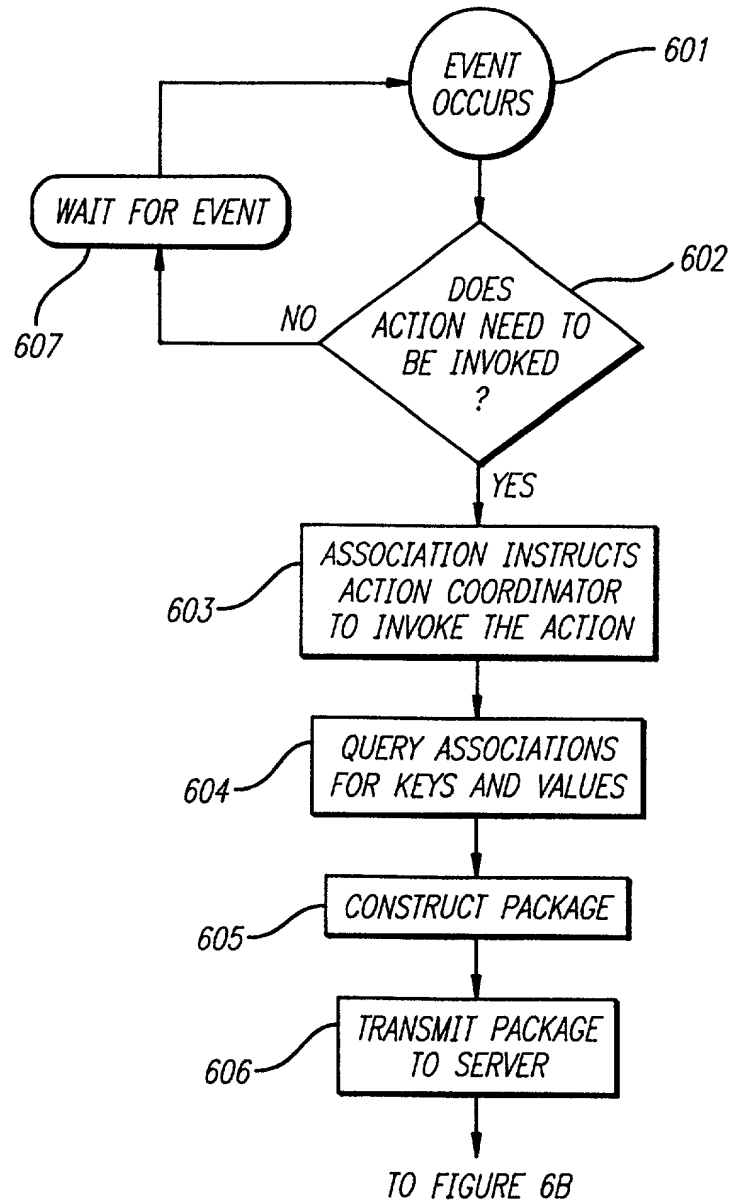 EVENT
OCCURS
601
WAIT FOR EVENT
607
NO
DOES
ACTION NEED TO
BE INVOKED
?
602
YES
ASSOCIATION INSTRUCTS
ACTION COORDINATOR
TO INVOKE THE ACTION
603
QUERY ASSOCIATIONS
FOR KEYS AND VALUES
604
CONSTRUCT PACKAGE
605
TRANSMIT PACKAGE
TO SERVER
606
TO FIGURE 6B